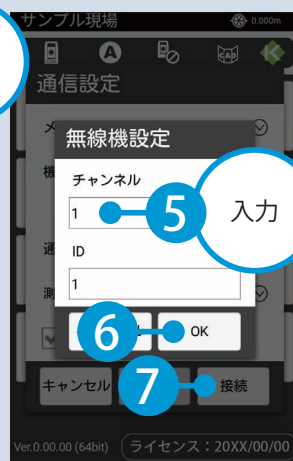 サンプル現場
0.000m
A
CAD
通信設定
無線機設定
チャンネル
1
5
入力
ID
1
6
OK
キャンセル
7
接続
Ver.0.00.00 (64bit)
ライセンス：20XX/00/00